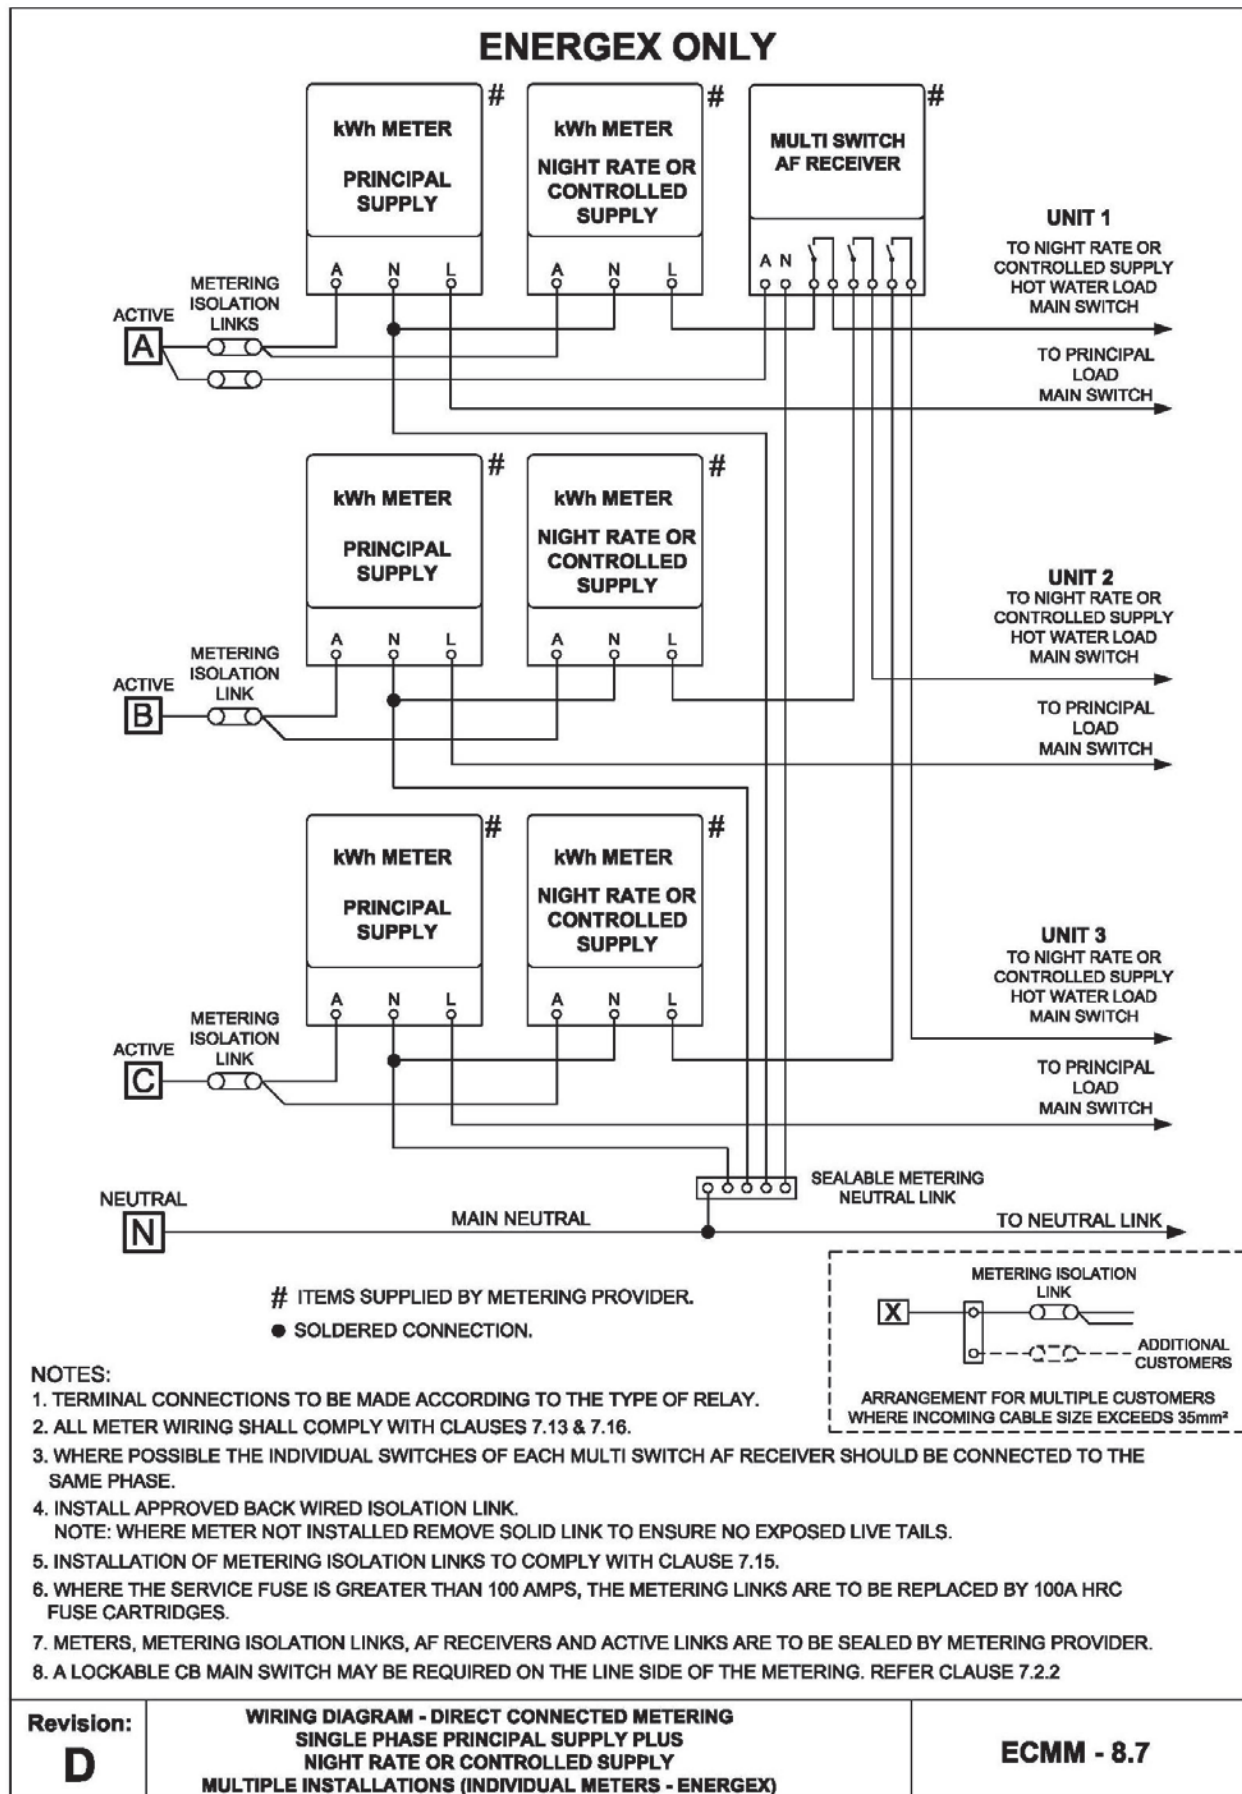 ENERGEX ONLY
#
kWh METER
PRINCIPAL
SUPPLY
A N L
#
kWh METER
NIGHT RATE OR
CONTROLLED
SUPPLY
A N L
#
MULTI SWITCH
AF RECEIVER
A N
UNIT 1
TO NIGHT RATE OR
CONTROLLED SUPPLY
HOT WATER LOAD
MAIN SWITCH
METERING
ISOLATION
LINKS
ACTIVE
A
TO PRINCIPAL
LOAD
MAIN SWITCH
#
kWh METER
PRINCIPAL
SUPPLY
A N L
#
kWh METER
NIGHT RATE OR
CONTROLLED
SUPPLY
A N L
UNIT 2
TO NIGHT RATE OR
CONTROLLED SUPPLY
HOT WATER LOAD
MAIN SWITCH
METERING
ISOLATION
LINK
ACTIVE
B
TO PRINCIPAL
LOAD
MAIN SWITCH
#
kWh METER
PRINCIPAL
SUPPLY
A N L
#
kWh METER
NIGHT RATE OR
CONTROLLED
SUPPLY
A N L
UNIT 3
TO NIGHT RATE OR
CONTROLLED SUPPLY
HOT WATER LOAD
MAIN SWITCH
METERING
ISOLATION
LINK
ACTIVE
C
TO PRINCIPAL
LOAD
MAIN SWITCH
SEALABLE METERING
NEUTRAL LINK
NEUTRAL
N
MAIN NEUTRAL
TO NEUTRAL LINK
# ITEMS SUPPLIED BY METERING PROVIDER.
● SOLDERED CONNECTION.
METERING ISOLATION
LINK
X
ADDITIONAL
CUSTOMERS
ARRANGEMENT FOR MULTIPLE CUSTOMERS
WHERE INCOMING CABLE SIZE EXCEEDS 35mm²
NOTES:
1. TERMINAL CONNECTIONS TO BE MADE ACCORDING TO THE TYPE OF RELAY.
2. ALL METER WIRING SHALL COMPLY WITH CLAUSES 7.13 & 7.16.
3. WHERE POSSIBLE THE INDIVIDUAL SWITCHES OF EACH MULTI SWITCH AF RECEIVER SHOULD BE CONNECTED TO THE
SAME PHASE.
4. INSTALL APPROVED BACK WIRED ISOLATION LINK.
NOTE: WHERE METER NOT INSTALLED REMOVE SOLID LINK TO ENSURE NO EXPOSED LIVE TAILS.
5. INSTALLATION OF METERING ISOLATION LINKS TO COMPLY WITH CLAUSE 7.15.
6. WHERE THE SERVICE FUSE IS GREATER THAN 100 AMPS, THE METERING LINKS ARE TO BE REPLACED BY 100A HRC
FUSE CARTRIDGES.
7. METERS, METERING ISOLATION LINKS, AF RECEIVERS AND ACTIVE LINKS ARE TO BE SEALED BY METERING PROVIDER.
8. A LOCKABLE CB MAIN SWITCH MAY BE REQUIRED ON THE LINE SIDE OF THE METERING. REFER CLAUSE 7.2.2
Revision:
D
WIRING DIAGRAM - DIRECT CONNECTED METERING
SINGLE PHASE PRINCIPAL SUPPLY PLUS
NIGHT RATE OR CONTROLLED SUPPLY
MULTIPLE INSTALLATIONS (INDIVIDUAL METERS - ENERGEX)
ECMM - 8.7